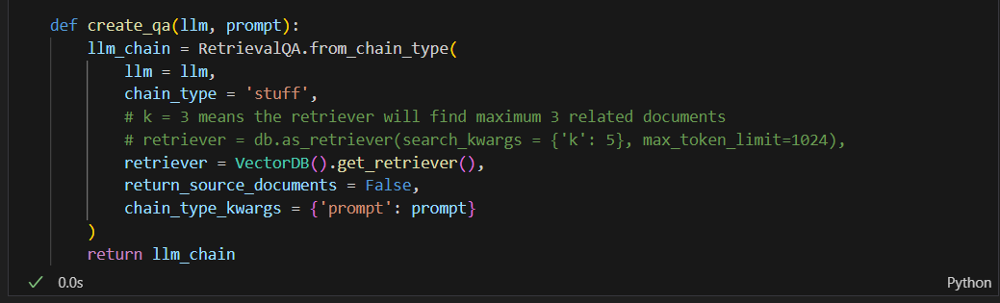 def create_qa(llm, prompt):
    llm_chain = RetrievalQA.from_chain_type(
        llm = llm,
        chain_type = 'stuff',
        # k = 3 means the retriever will find maximum 3 related documents
        # retriever = db.as_retriever(search_kwargs = {'k': 5}, max_token_limit=1024),
        retriever = VectorDB().get_retriever(),
        return_source_documents = False,
        chain_type_kwargs = {'prompt': prompt}
    )
    return llm_chain
0.0s
Python